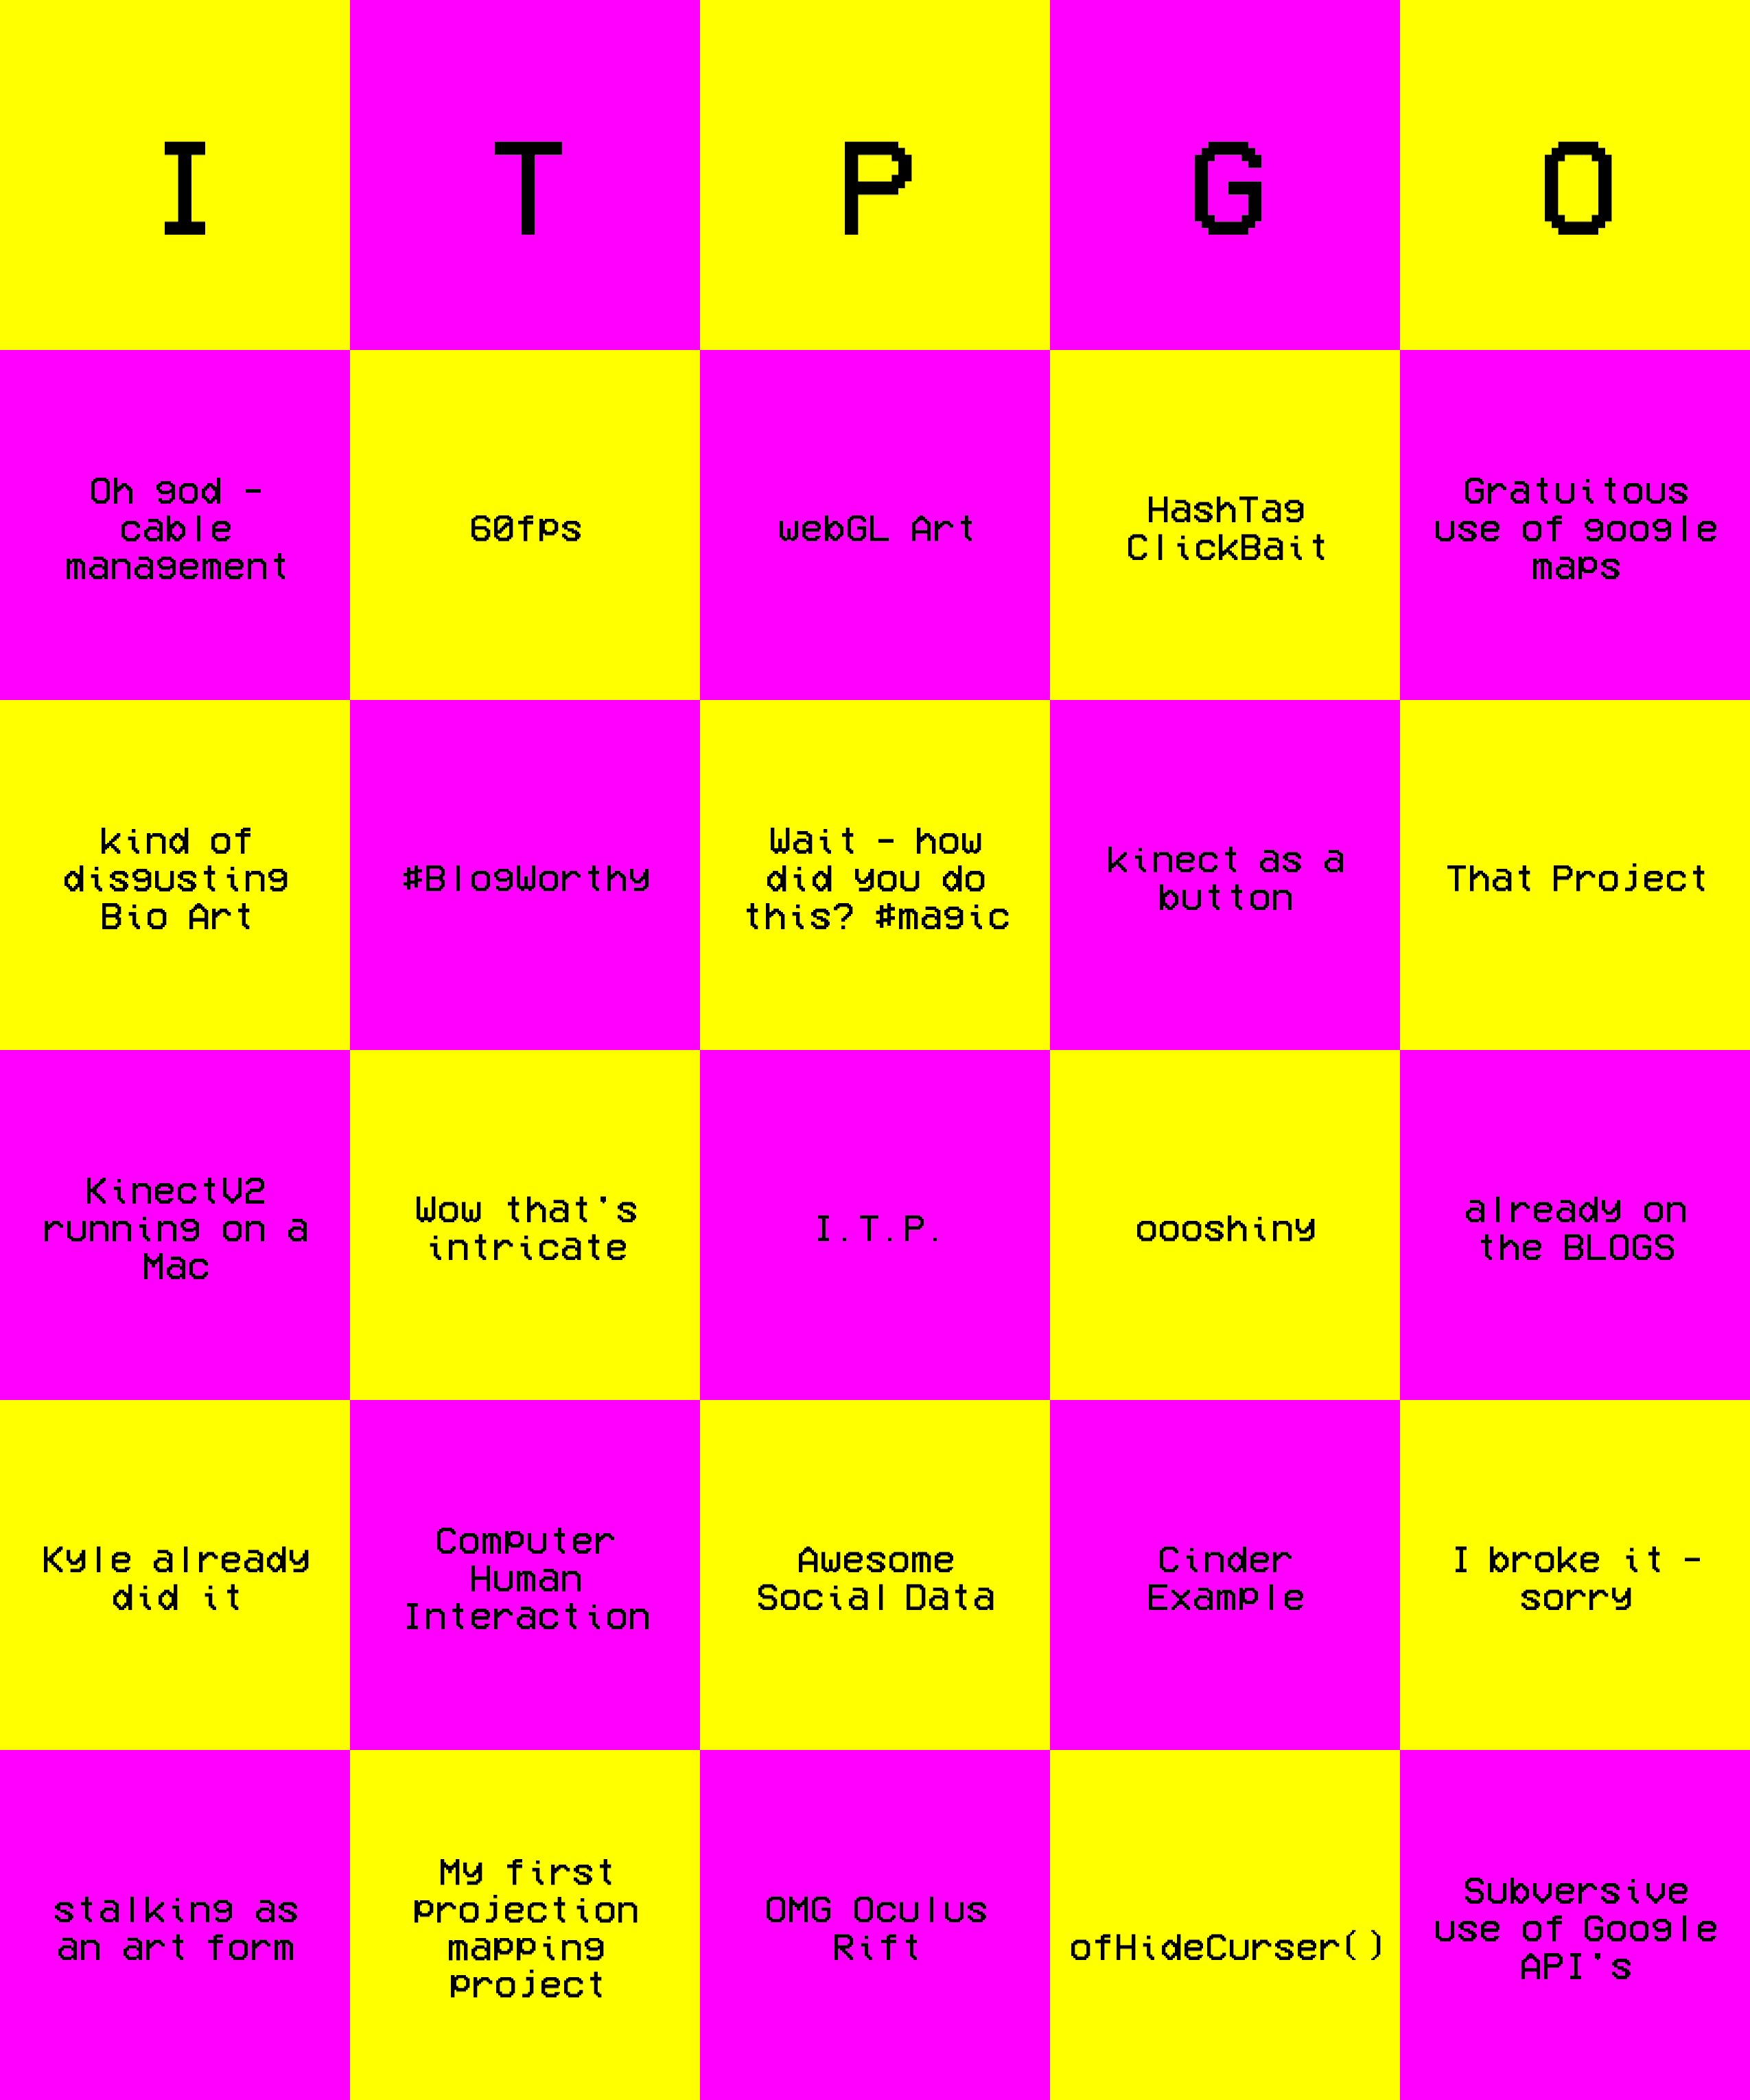 I T P G O
Oh god -
cable
management
60fps
webGL Art
HashTag
ClickBait
Gratuitous
use of google
maps
kind of
disgusting
Bio Art
#BlogWorthy
Wait - how
did you do
this? #magic
kinect as a
button
That Project
KinectV2
running on a
Mac
Wow that's
intricate
I.T.P.
oooshiny
already on
the BLOGS
Kyle already
did it
Computer
Human
Interaction
Awesome
Social Data
Cinder
Example
I broke it -
sorry
stalking as
an art form
My first
projection
mapping
project
OMG Oculus
Rift
ofHideCurser()
Subversive
use of Google
API's